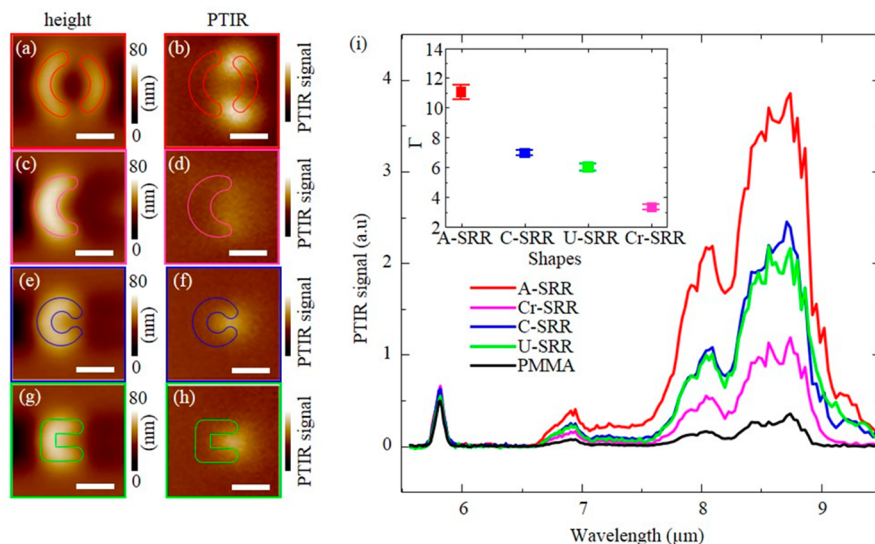 height PTIR
(a) 80 (nm) 0 (b) PTIR signal
(c) 80 (nm) 0 (d) PTIR signal
(e) 80 (nm) 0 (f) PTIR signal
(g) 80 (nm) 0 (h) PTIR signal
(i)
PTIR signal (a.u)
4
3
2
1
0
6 7 8 9
Wavelength (μm)
Γ
14
12
10
8
6
4
2
A-SRR C-SRR U-SRR Cr-SRR
Shapes
A-SRR
Cr-SRR
C-SRR
U-SRR
PMMA